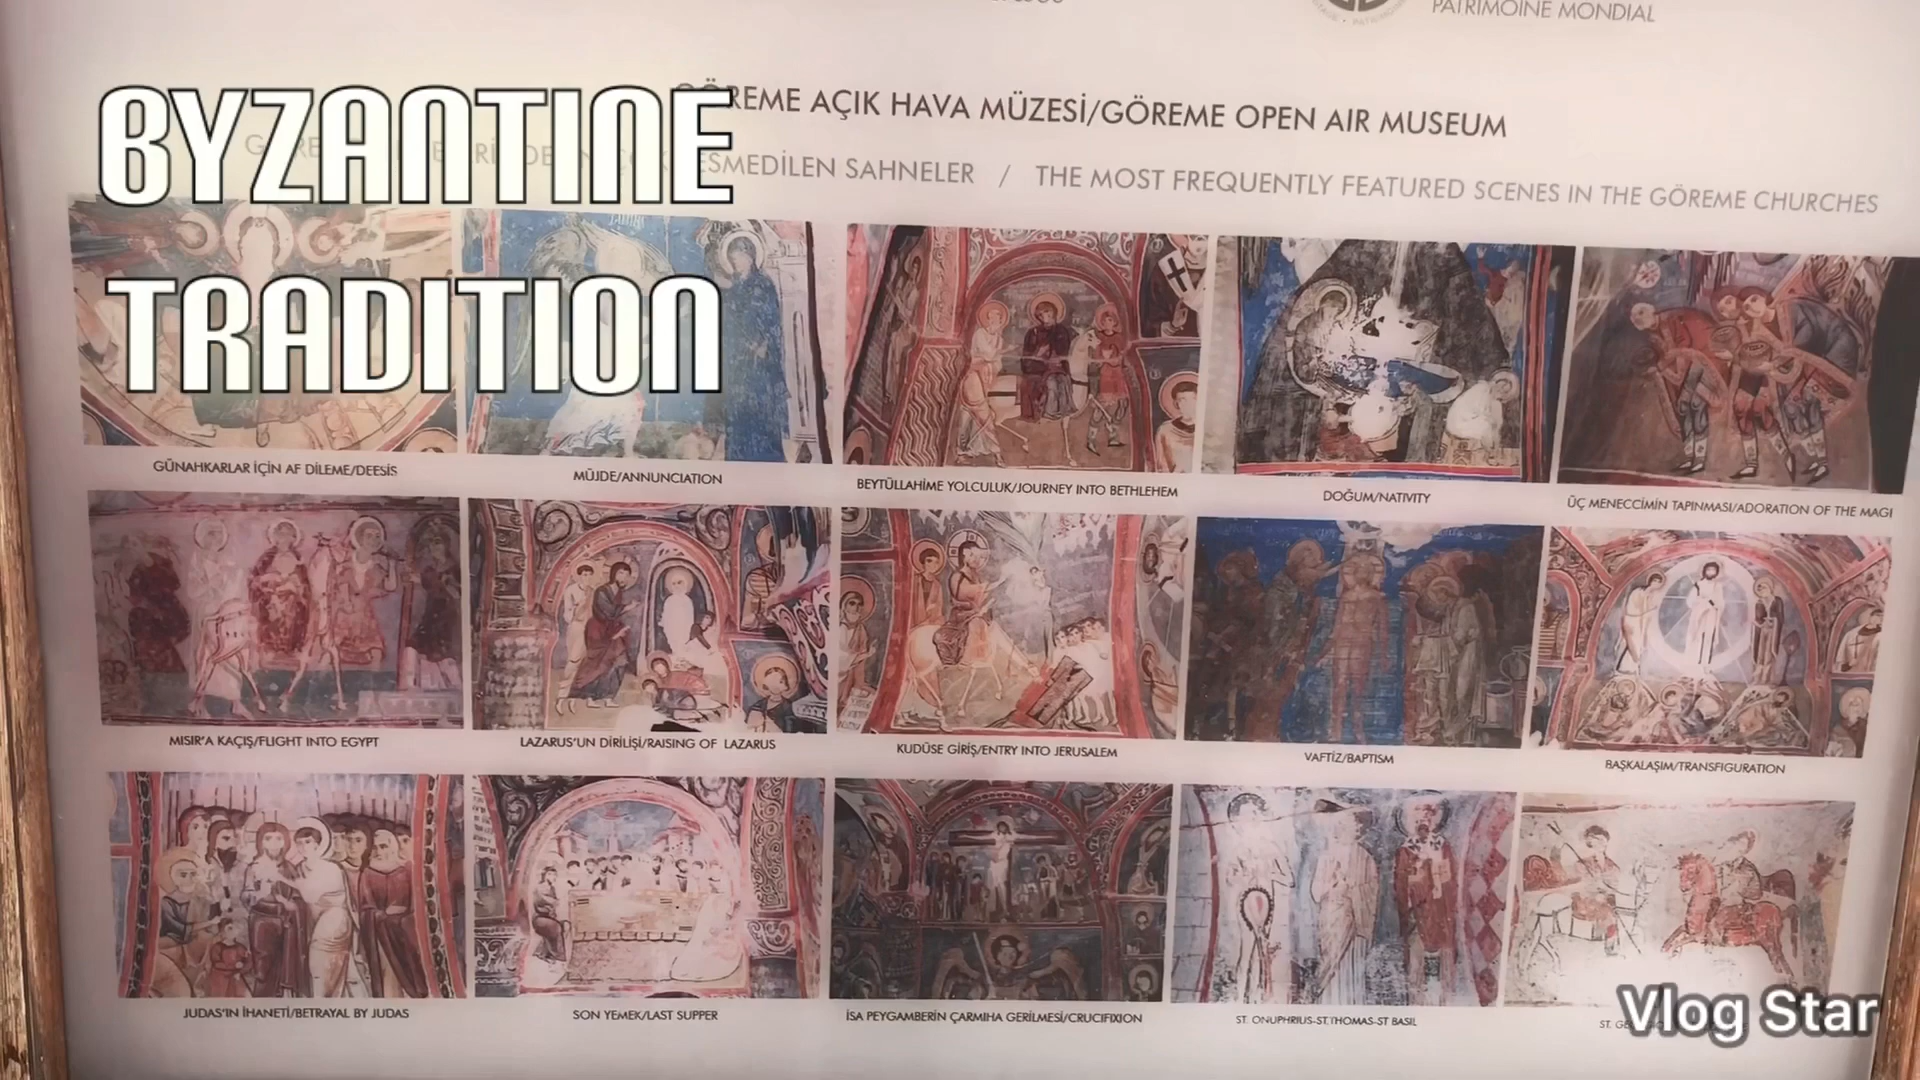 PATRIMOINE MONDIAL
BYZANTINE
TRADITION
GÖREME AÇIK HAVA MÜZESİ/GÖREME OPEN AIR MUSEUM
SAHNELER / THE MOST FREQUENTLY FEATURED SCENES IN THE GÖREME CHURCHES
GÜNAHKARLAR İÇİN AF DİLEME/DEESIS
MÜJDE/ANNUNCIATION
BEYTÜLLAHİME YOLCULUK/JOURNEY INTO BETHLEHEM
DOĞUM/NATIVITY
ÜÇ MENECCİMİN TAPINMASI/ADORATION OF THE MAGI
MISIR'A KAÇIŞ/FLIGHT INTO EGYPT
LAZARUS'UN DİRİLİŞİ/RAISING OF LAZARUS
KUDÜSE GİRİŞ/ENTRY INTO JERUSALEM
VAFTİZ/BAPTISM
BAŞKALAŞIM/TRANSFIGURATION
JUDAS'IN İHANETİ/BETRAYAL BY JUDAS
SON YEMEK/LAST SUPPER
İSA PEYGAMBERİN ÇARMIHA GERİLMESİ/CRUCIFIXION
ST. ONUPHRIUS-ST.THOMAS-ST BASIL
ST.
Vlog Star